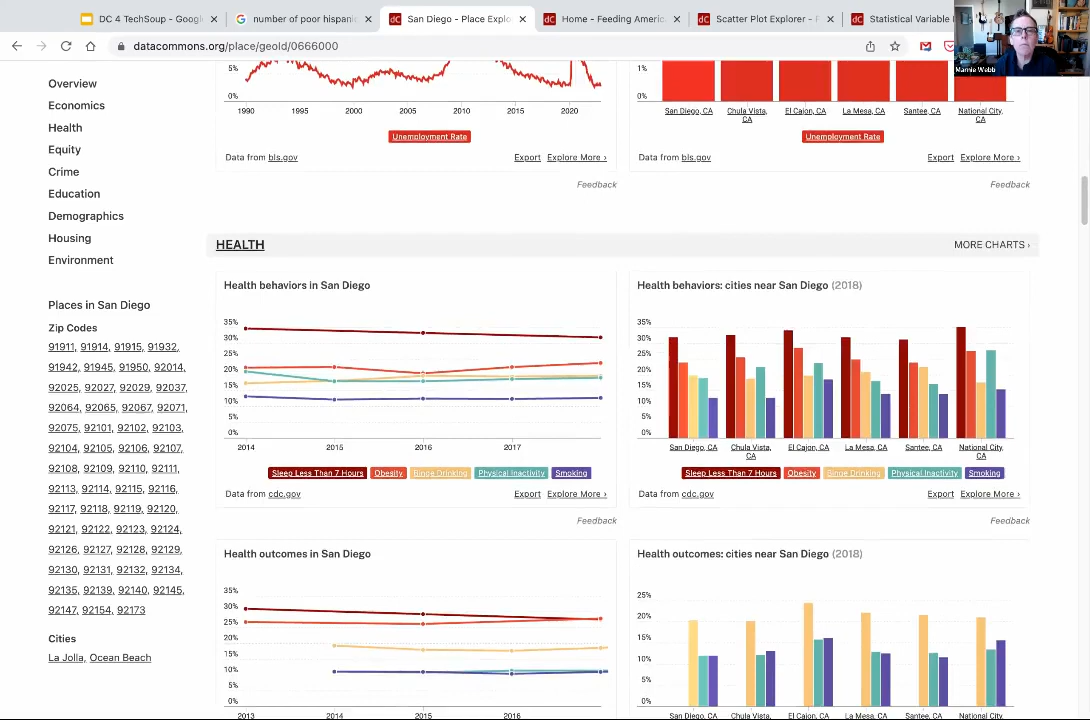 DC 4 TechSoup - Google
number of poor hispani
San Diego - Place Explo
Home - Feeding Americ
Scatter Plot Explorer -
Statistical Variable
datacommons.org/place/geoId/0666000
Marnie Webb
Overview
Economics
Health
Equity
Crime
Education
Demographics
Housing
Environment
Places in San Diego
Zip Codes
91911, 91914, 91915, 91932,
91942, 91945, 91950, 92014,
92025, 92027, 92029, 92037,
92064, 92065, 92067, 92071,
92075, 92101, 92102, 92103,
92104, 92105, 92106, 92107,
92108, 92109, 92110, 92111,
92113, 92114, 92115, 92116,
92117, 92118, 92119, 92120,
92121, 92122, 92123, 92124,
92126, 92127, 92128, 92129,
92130, 92131, 92132, 92134,
92135, 92139, 92140, 92145,
92147, 92154, 92173
Cities
La Jolla, Ocean Beach
5%
0%
1990 1995 2000 2005 2010 2015 2020
Unemployment Rate
Data from bls.gov
Export Explore More ›
Feedback
1%
0%
San Diego, CA Chula Vista, CA El Cajon, CA La Mesa, CA Santee, CA National City, CA
Unemployment Rate
Data from bls.gov
Export Explore More ›
Feedback
HEALTH
MORE CHARTS ›
Health behaviors in San Diego
35%
30%
25%
20%
15%
10%
5%
0%
2014 2015 2016 2017
Sleep Less Than 7 Hours Obesity Binge Drinking Physical Inactivity Smoking
Data from cdc.gov
Export Explore More ›
Feedback
Health behaviors: cities near San Diego (2018)
35%
30%
25%
20%
15%
10%
5%
0%
San Diego, CA Chula Vista, CA El Cajon, CA La Mesa, CA Santee, CA National City, CA
Sleep Less Than 7 Hours Obesity Binge Drinking Physical Inactivity Smoking
Data from cdc.gov
Export Explore More ›
Feedback
Health outcomes in San Diego
35%
30%
25%
20%
15%
10%
5%
0%
2013 2014 2015 2016
Health outcomes: cities near San Diego (2018)
25%
20%
15%
10%
5%
0%
San Diego, CA Chula Vista, El Cajon, CA La Mesa, CA Santee, CA National City,